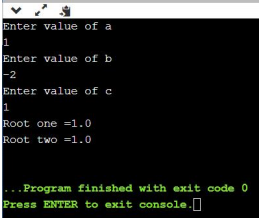 Enter value of a
1
Enter value of b
-2
Enter value of c
1
Root one =1.0
Root two =1.0
...Program finished with exit code 0
Press ENTER to exit console.